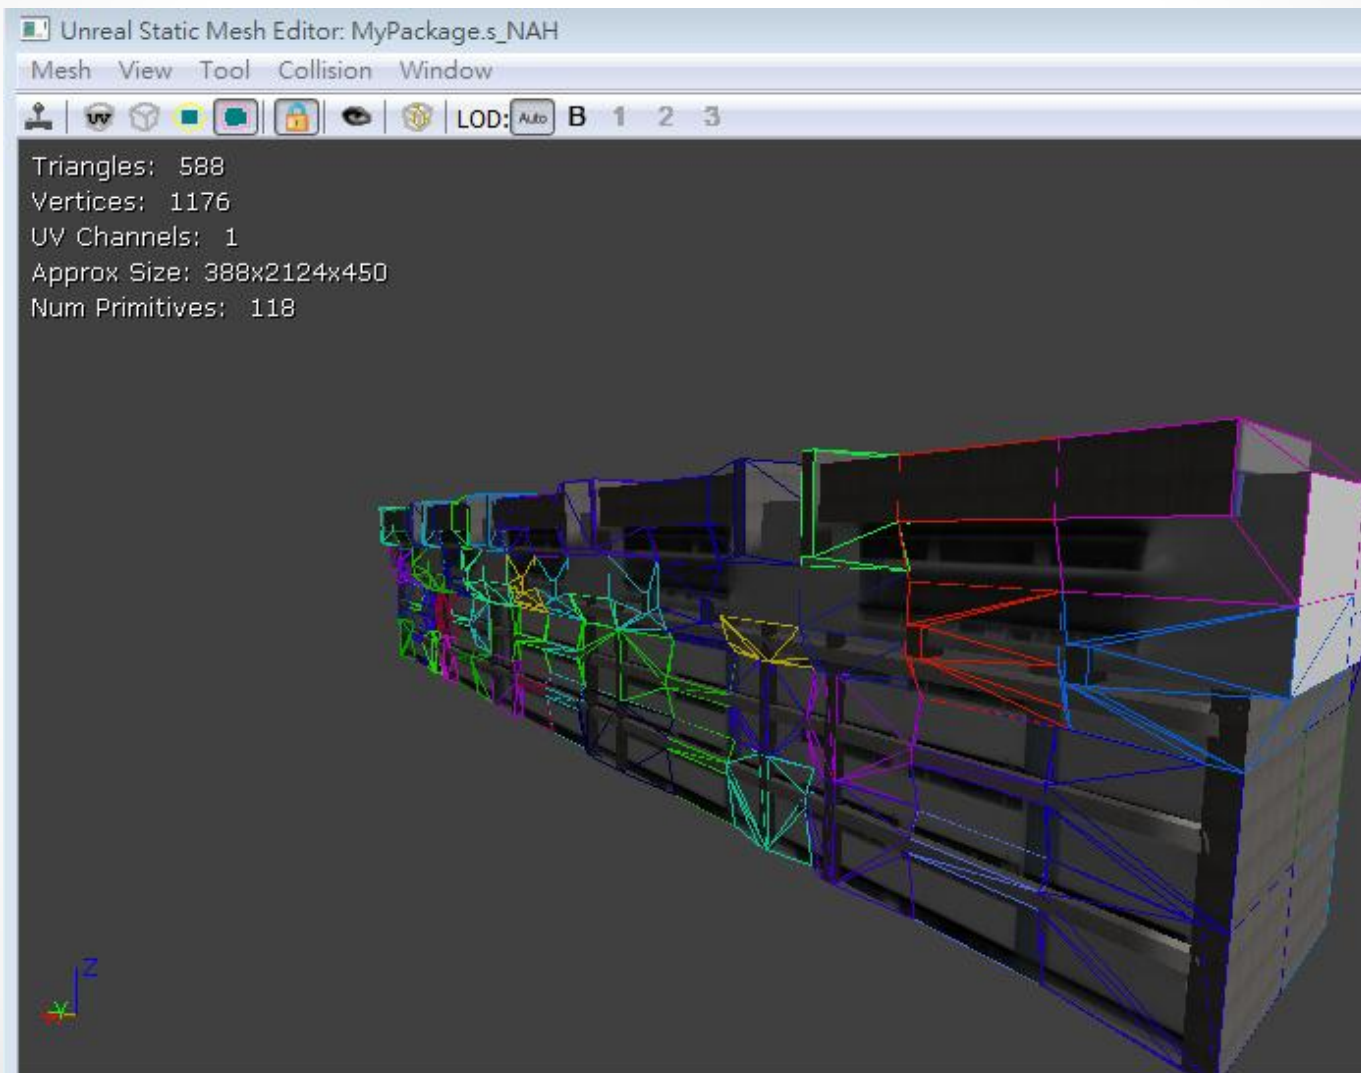 Unreal Static Mesh Editor: MyPackage.s_NAH
Mesh View Tool Collision Window
UV LOD: Auto B 1 2 3
Triangles: 588
Vertices: 1176
UV Channels: 1
Approx Size: 388x2124x450
Num Primitives: 118
Z
Y